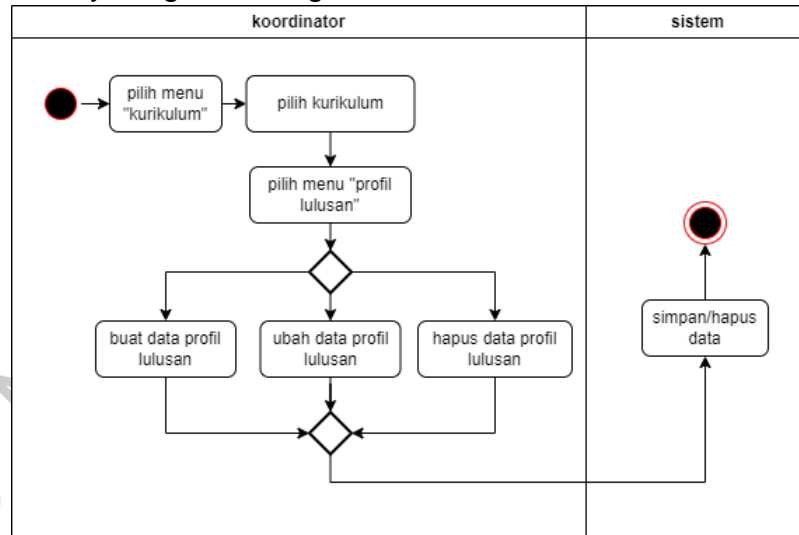 koordinator
sistem
pilih menu
"kurikulum"
pilih kurikulum
pilih menu "profil
lulusan"
buat data profil
lulusan
ubah data profil
lulusan
hapus data profil
lulusan
simpan/hapus
data